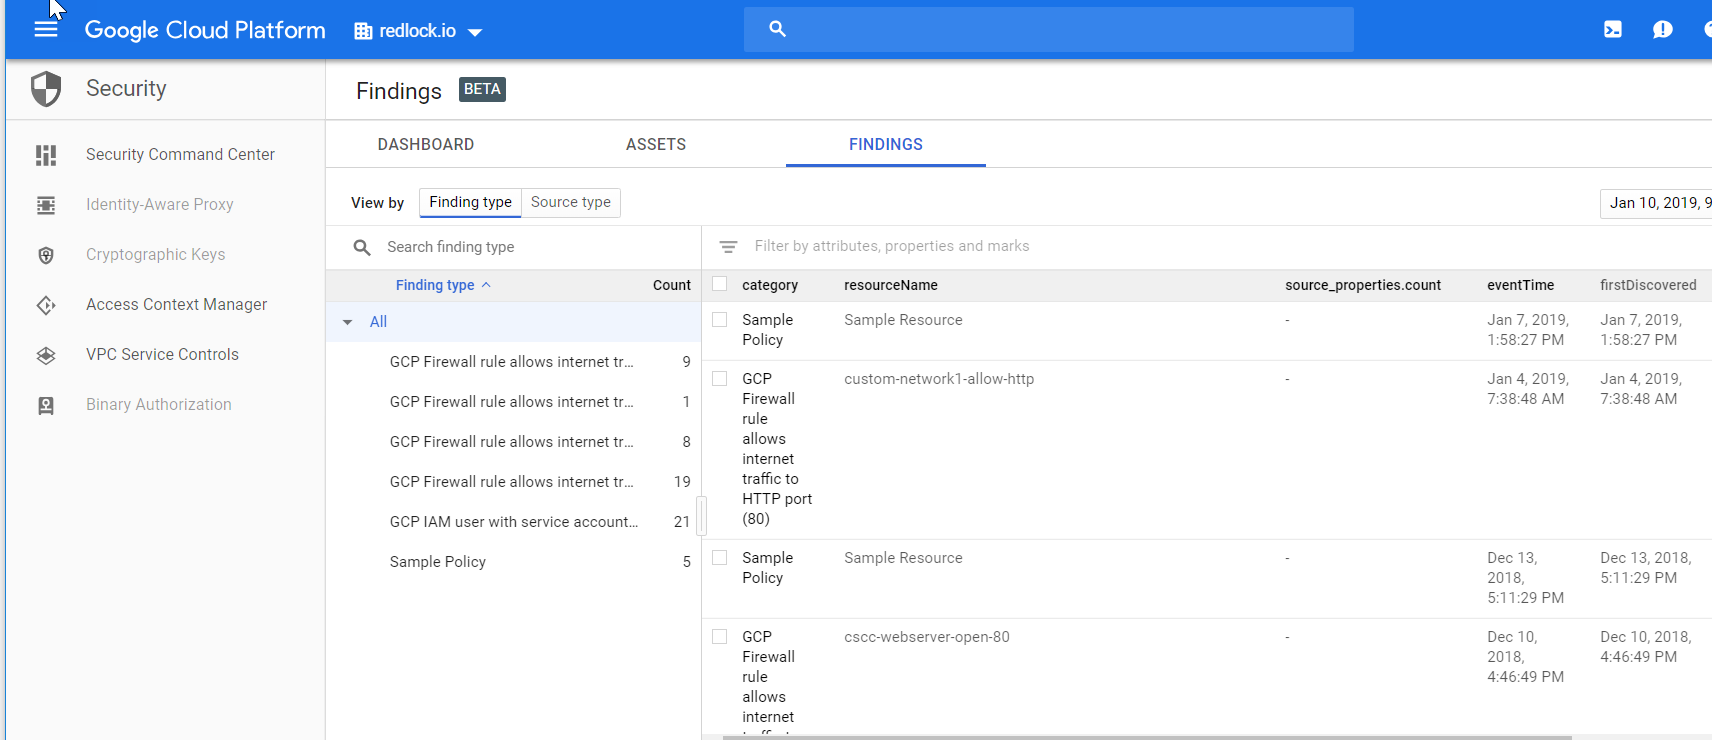 Google Cloud Platform
redlock.io
Security
Findings
BETA
DASHBOARD
ASSETS
FINDINGS
Security Command Center
Identity-Aware Proxy
Cryptographic Keys
Access Context Manager
VPC Service Controls
Binary Authorization
View by
Finding type
Source type
Jan 10, 2019, 9
Search finding type
Filter by attributes, properties and marks
Finding type
Count
All
GCP Firewall rule allows internet tr... 9
GCP Firewall rule allows internet tr... 1
GCP Firewall rule allows internet tr... 8
GCP Firewall rule allows internet tr... 19
GCP IAM user with service account... 21
Sample Policy 5
category
resourceName
source_properties.count
eventTime
firstDiscovered
Sample
Policy
Sample Resource
-
Jan 7, 2019,
1:58:27 PM
Jan 7, 2019,
1:58:27 PM
GCP
Firewall
rule
allows
internet
traffic to
HTTP port
(80)
custom-network1-allow-http
-
Jan 4, 2019,
7:38:48 AM
Jan 4, 2019,
7:38:48 AM
Sample
Policy
Sample Resource
-
Dec 13,
2018,
5:11:29 PM
Dec 13, 2018,
5:11:29 PM
GCP
Firewall
rule
allows
internet
cscc-webserver-open-80
-
Dec 10,
2018,
4:46:49 PM
Dec 10, 2018,
4:46:49 PM